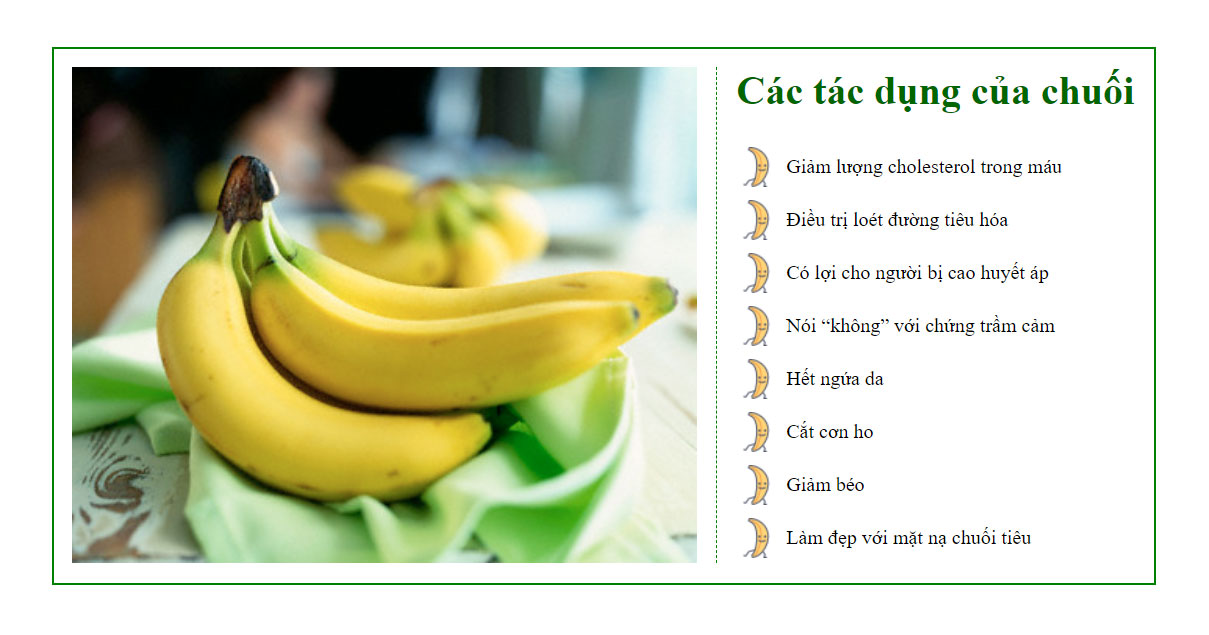 Các tác dụng của chuối
Giảm lượng cholesterol trong máu
Điều trị loét đường tiêu hóa
Có lợi cho người bị cao huyết áp
Nói “không” với chứng trầm cảm
Hết ngứa da
Cắt cơn ho
Giảm béo
Làm đẹp với mặt nạ chuối tiêu